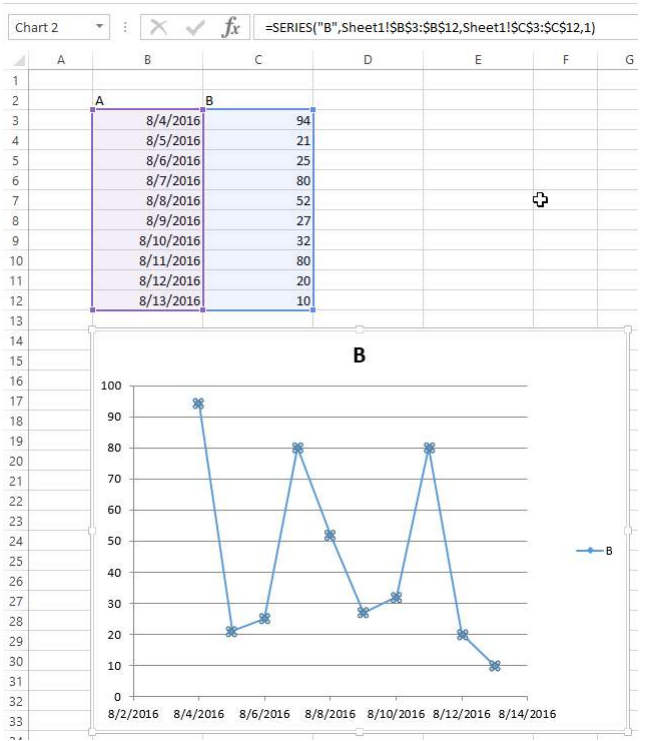 Chart 2 fx =SERIES("B",Sheet1!$B$3:$B$12,Sheet1!$C$3:$C$12,1)
A B C D E F G
1
2 A B
3 8/4/2016 94
4 8/5/2016 21
5 8/6/2016 25
6 8/7/2016 80
7 8/8/2016 52
8 8/9/2016 27
9 8/10/2016 32
10 8/11/2016 80
11 8/12/2016 20
12 8/13/2016 10
13
14
15
16
17
18
19
20
21
22
23
24
25
26
27
28
29
30
31
32
33
B
100
90
80
70
60
50
40
30
20
10
0
8/2/2016 8/4/2016 8/6/2016 8/8/2016 8/10/2016 8/12/2016 8/14/2016
B